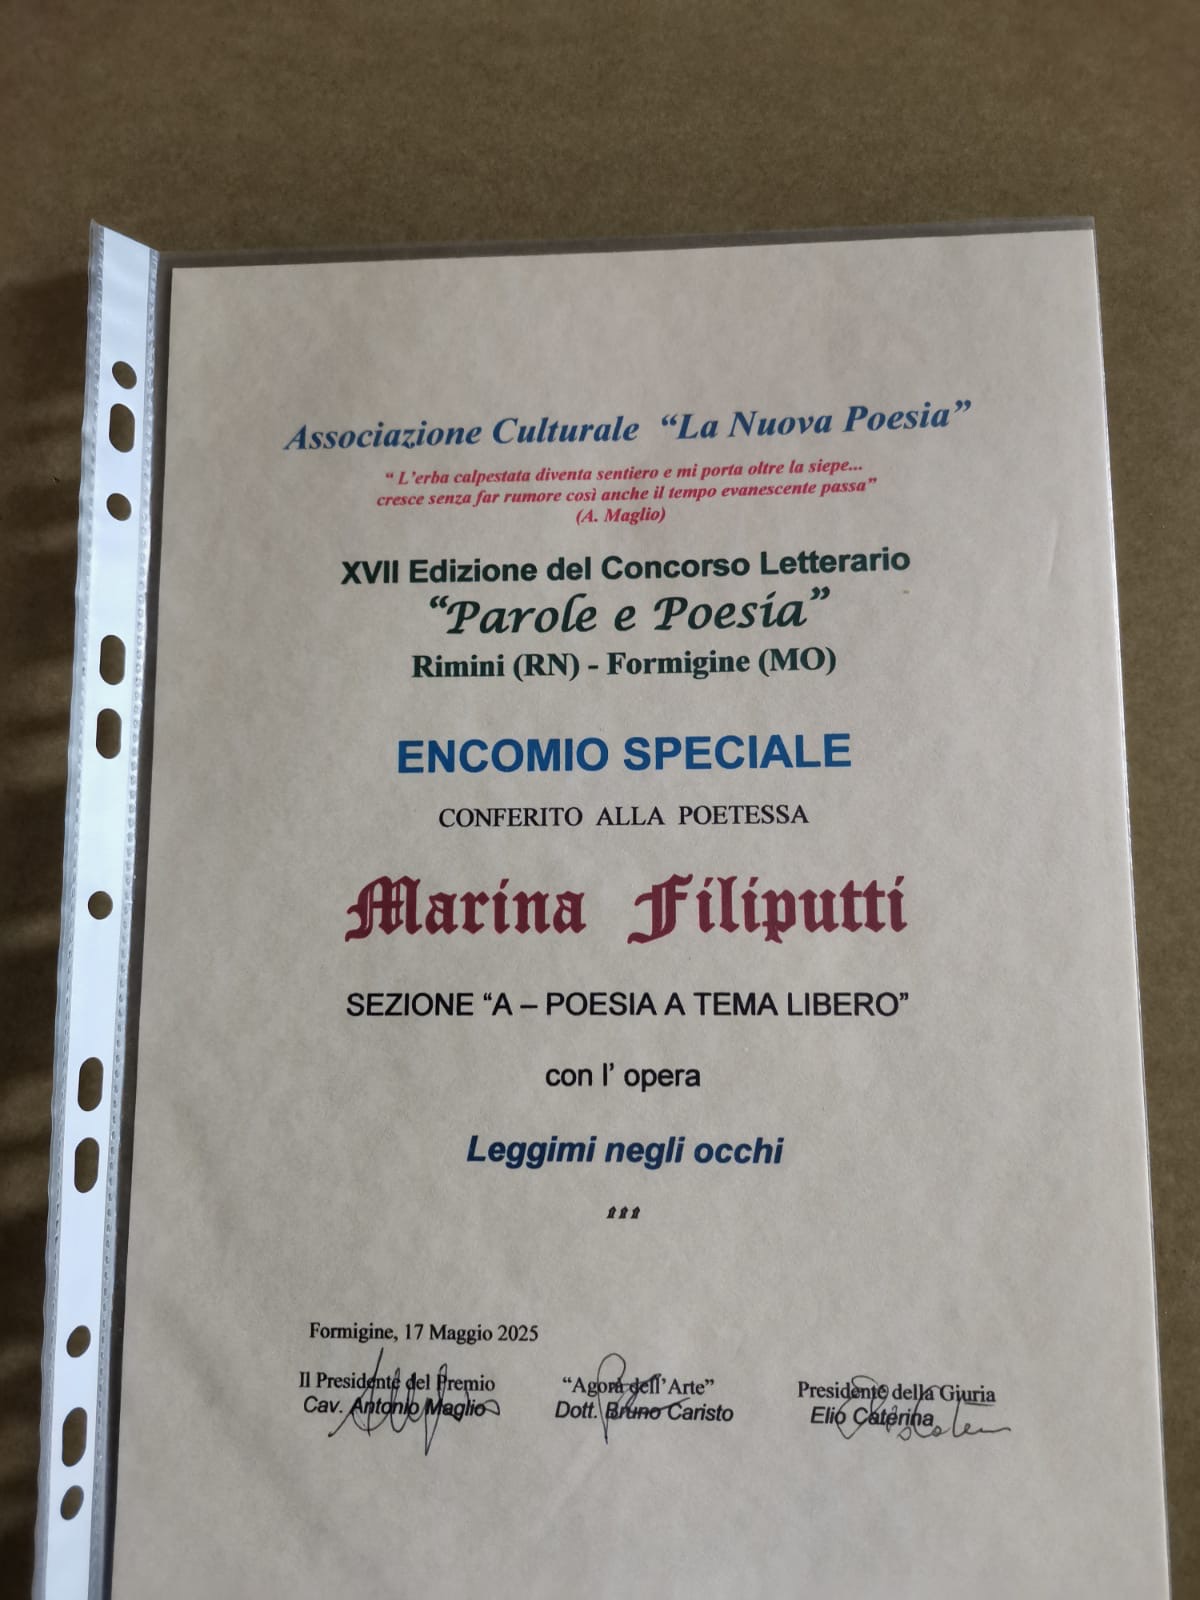 Associazione Culturale “La Nuova Poesia”
“ L’erba calpestata diventa sentiero e mi porta oltre la siepe...
cresce senza far rumore così anche il tempo evanescente passa”
(A. Maglio)
XVII Edizione del Concorso Letterario
“Parole e Poesia”
Rimini (RN) - Formigine (MO)
ENCOMIO SPECIALE
CONFERITO ALLA POETESSA
Marina Filiputti
SEZIONE “A – POESIA A TEMA LIBERO”
con l’ opera
Leggimi negli occhi
Formigine, 17 Maggio 2025
Il Presidente del Premio “Agorà dell’Arte” Presidente della Giuria
Cav. Antonio Maglio Dott. Bruno Caristo Elio Caterina